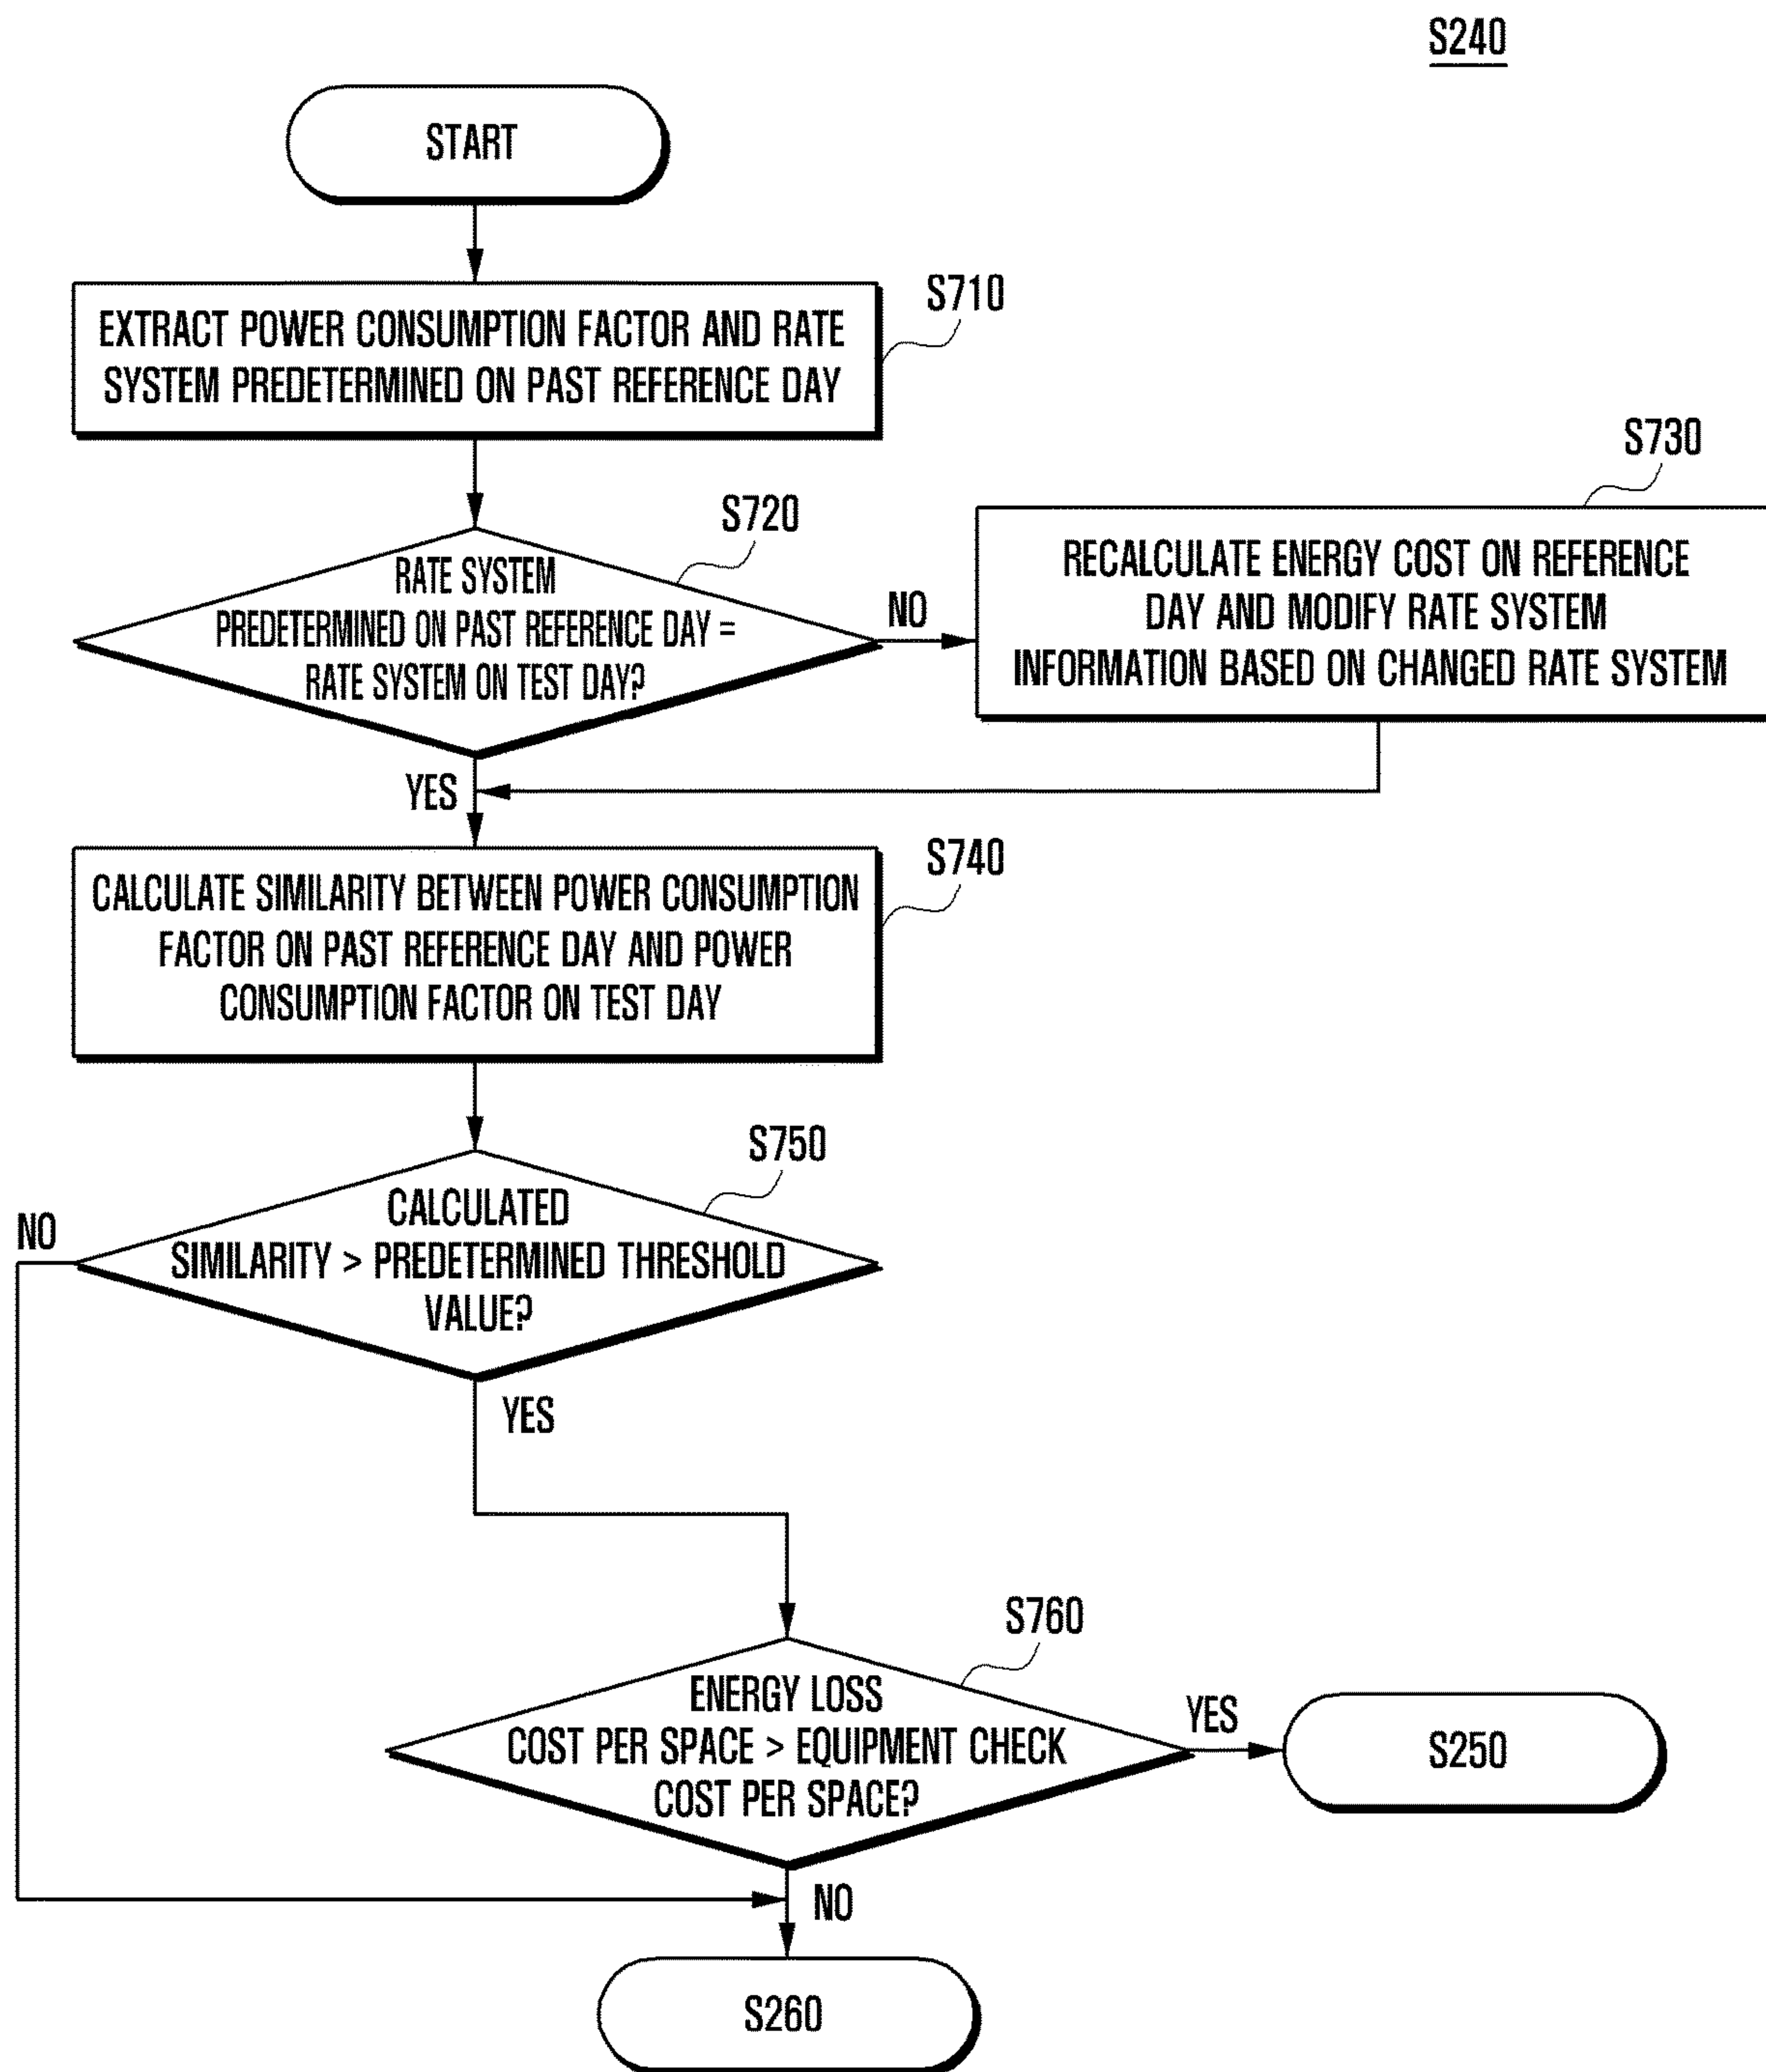 S240
START
S710
EXTRACT POWER CONSUMPTION FACTOR AND RATE
SYSTEM PREDETERMINED ON PAST REFERENCE DAY
S720
RATE SYSTEM
PREDETERMINED ON PAST REFERENCE DAY =
RATE SYSTEM ON TEST DAY?
NO
S730
RECALCULATE ENERGY COST ON REFERENCE
DAY AND MODIFY RATE SYSTEM
INFORMATION BASED ON CHANGED RATE SYSTEM
YES
S740
CALCULATE SIMILARITY BETWEEN POWER CONSUMPTION
FACTOR ON PAST REFERENCE DAY AND POWER
CONSUMPTION FACTOR ON TEST DAY
S750
CALCULATED
SIMILARITY > PREDETERMINED THRESHOLD
VALUE?
NO
YES
S760
ENERGY LOSS
COST PER SPACE > EQUIPMENT CHECK
COST PER SPACE?
YES
S250
NO
S260